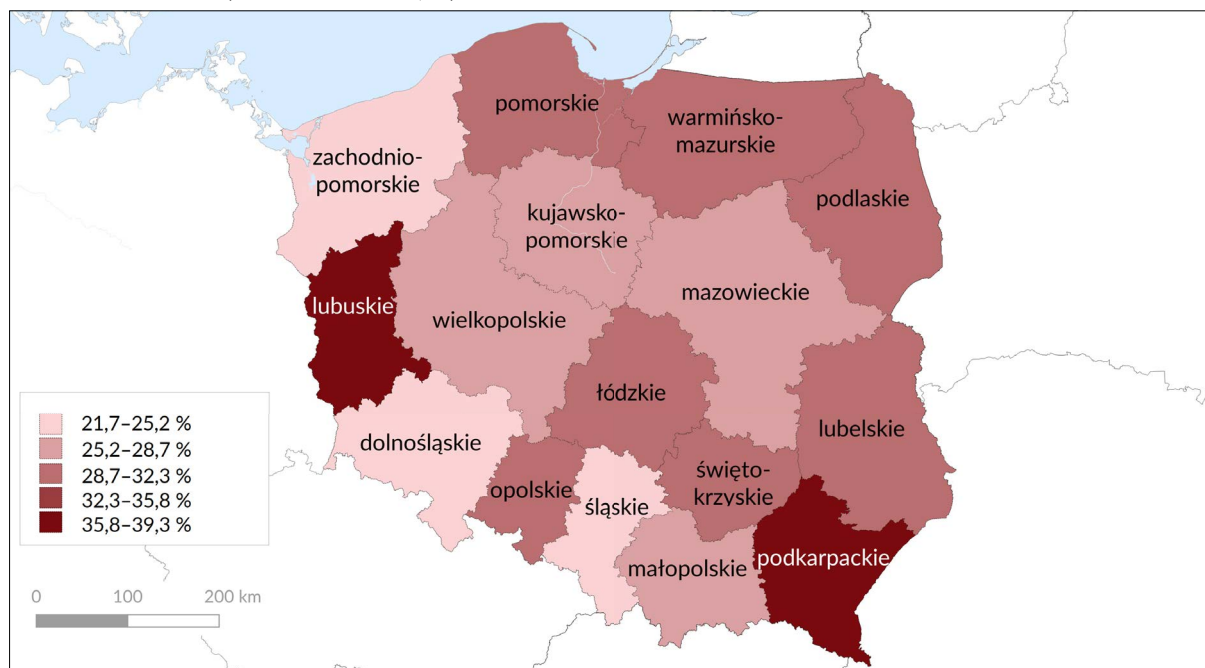 pomorskie
warmińsko-
mazurskie
zachodnio-
pomorskie
podlaskie
kujawsko-
pomorskie
mazowieckie
lubuskie
wielkopolskie
łódzkie
lubelskie
dolnośląskie
opolskie
śląskie
święto-
krzyskie
małopolskie
podkarpackie
21,7–25,2 %
25,2–28,7 %
28,7–32,3 %
32,3–35,8 %
35,8–39,3 %
0 100 200 km